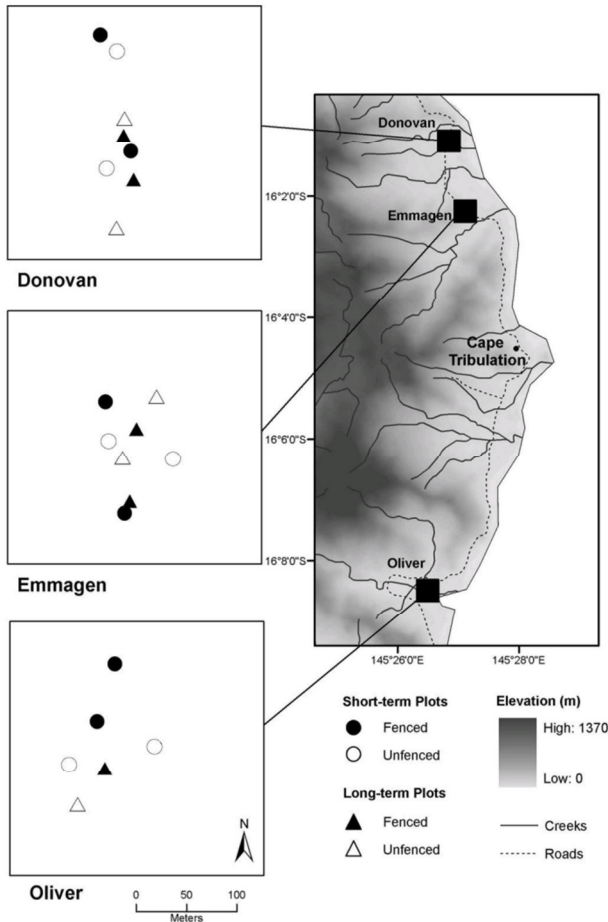 Donovan
Emmagen
Oliver
N
0 50 100
Meters
Donovan
Emmagen
Cape
Tribulation
Oliver
16°2'0"S
16°4'0"S
16°6'0"S
16°8'0"S
145°26'0"E 145°28'0"E
Short-term Plots
Fenced
Unfenced
Long-term Plots
Fenced
Unfenced
Elevation (m)
High: 1370
Low: 0
Creeks
Roads